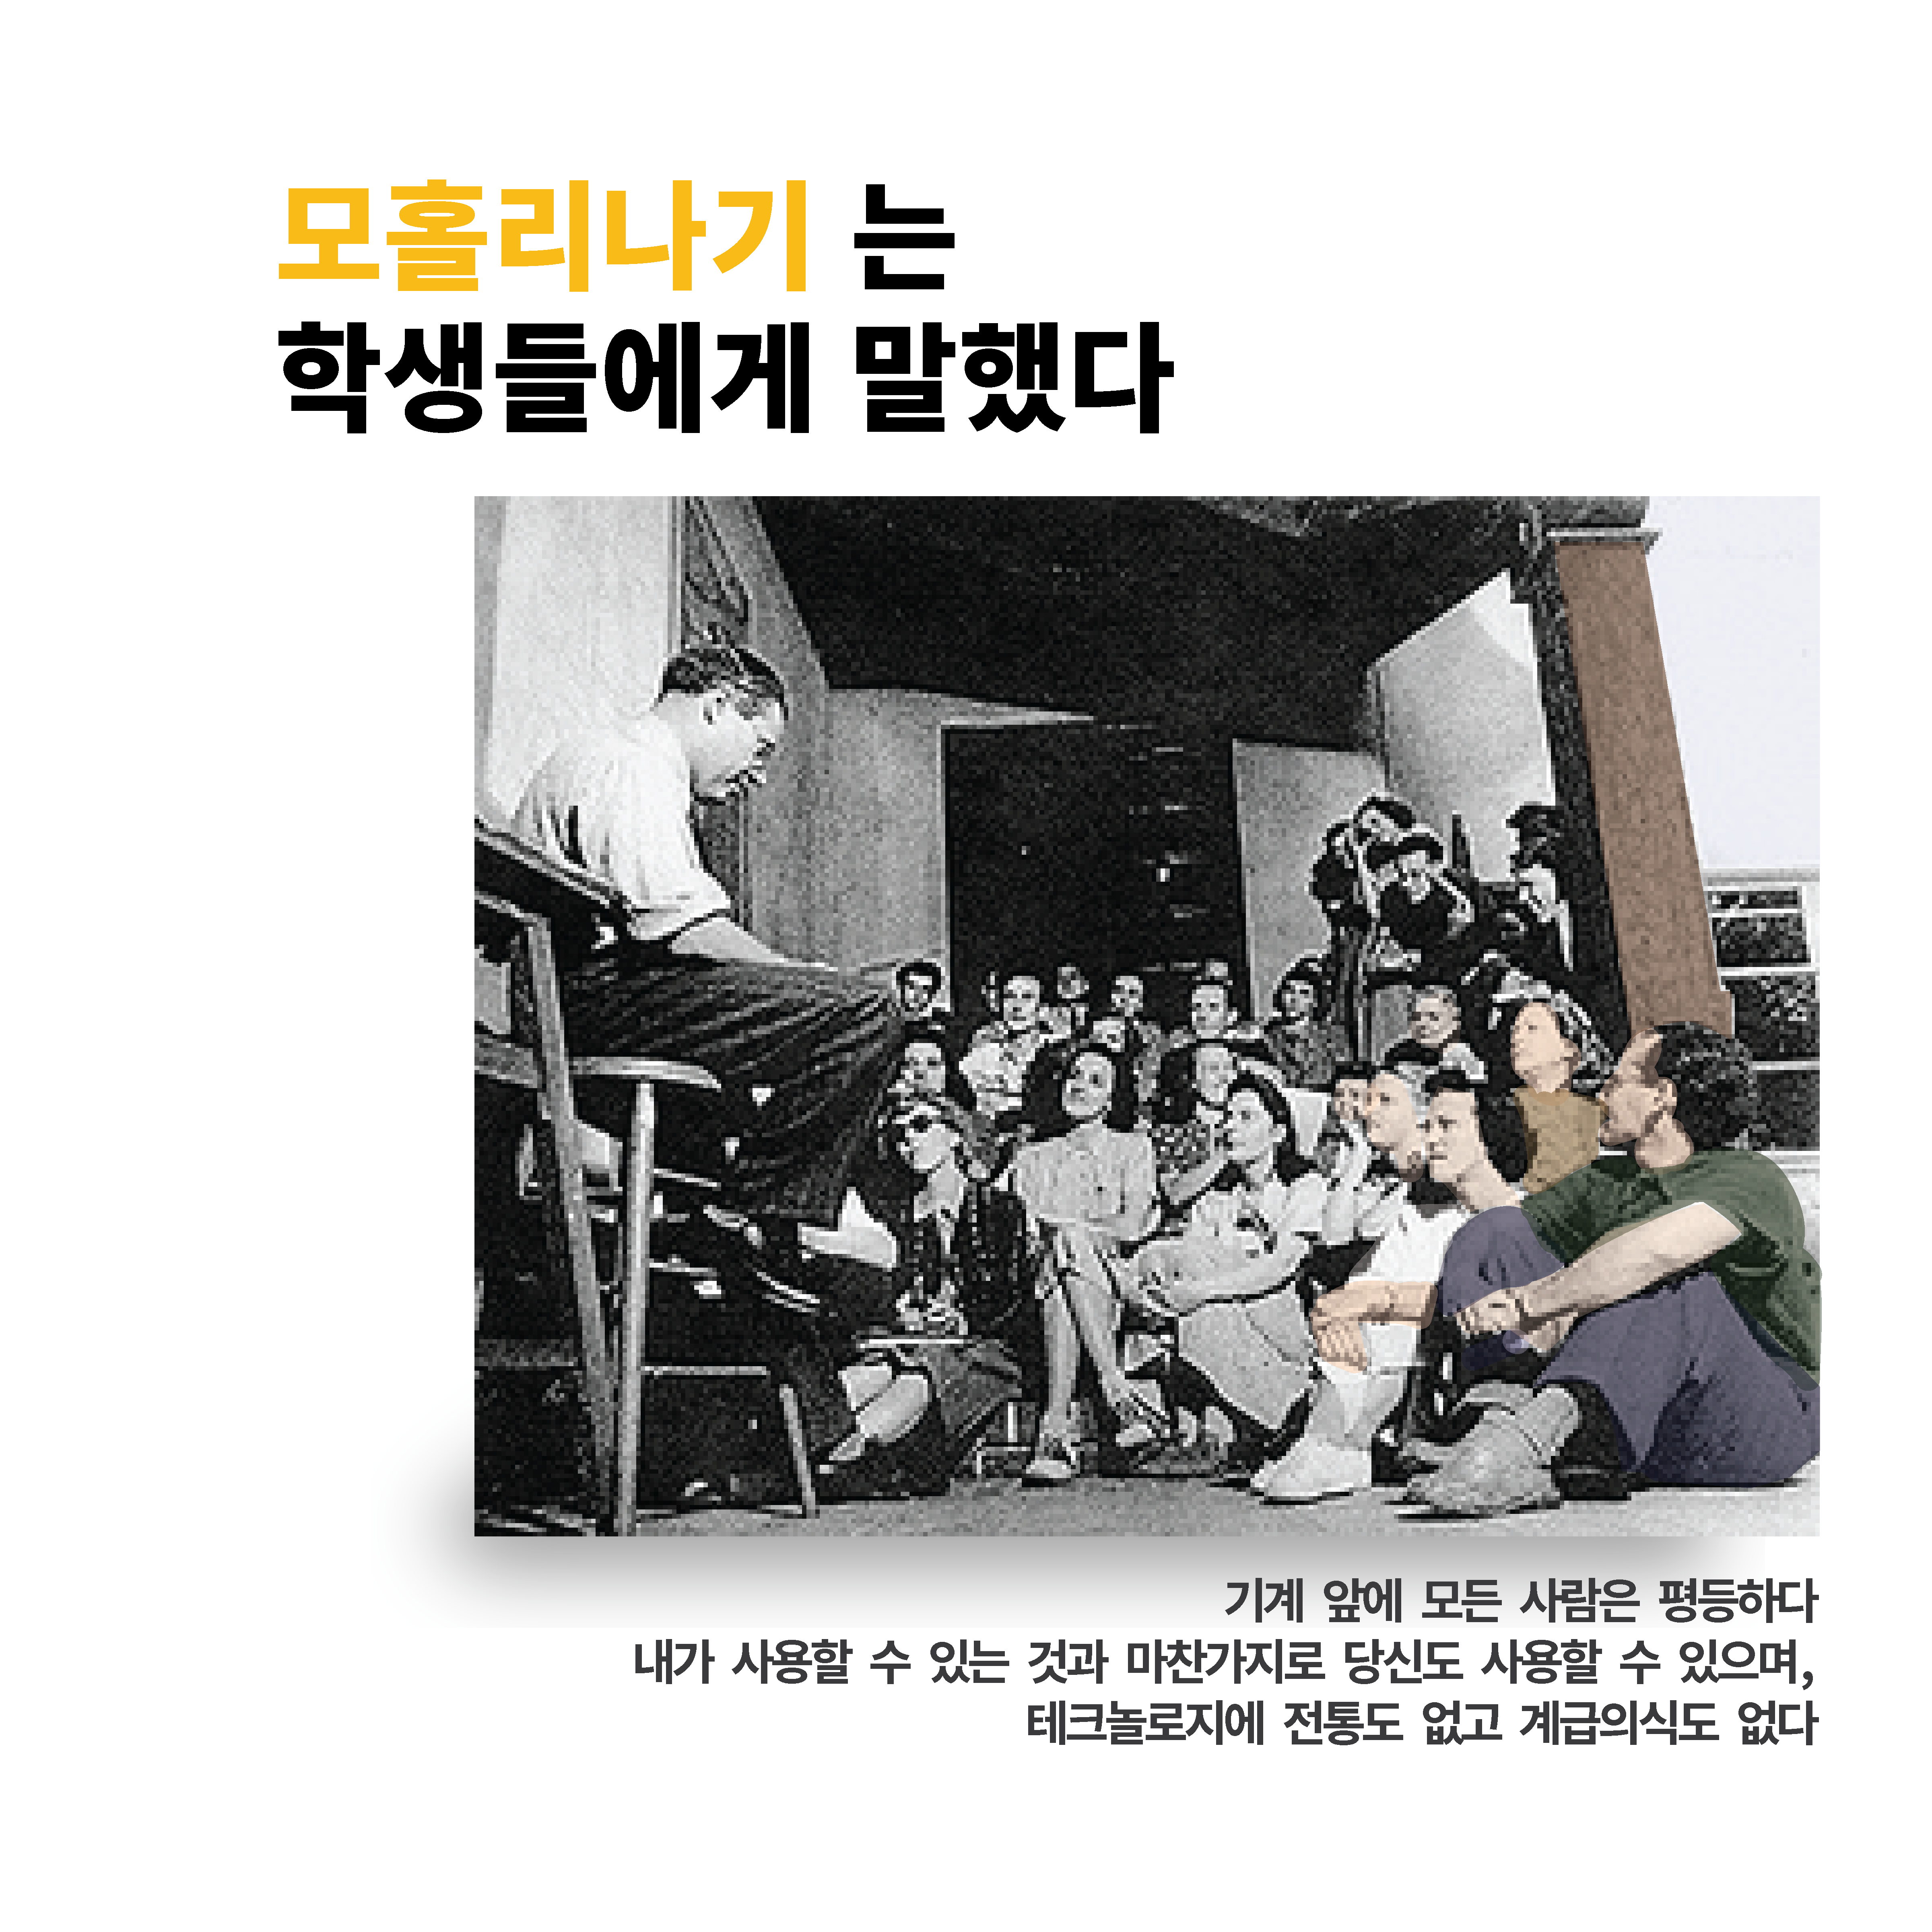 모홀리나기 는
학생들에게 말했다
기계 앞에 모든 사람은 평등하다
내가 사용할 수 있는 것과 마찬가지로 당신도 사용할 수 있으며,
테크놀로지에 전통도 없고 계급의식도 없다